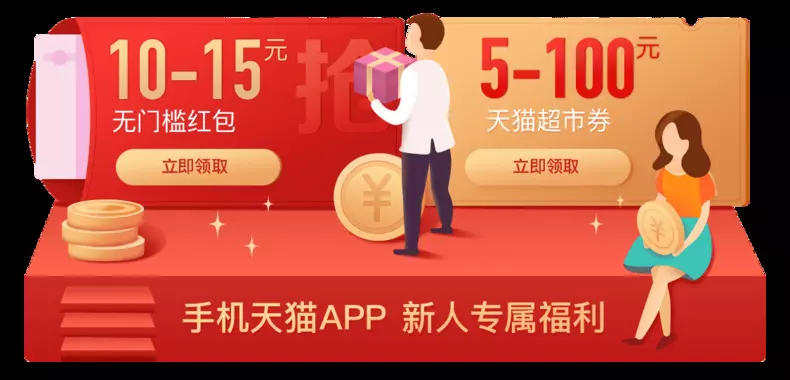 10-15元
无门槛红包
立即领取
抢
5-100元
天猫超市券
立即领取
¥
¥
手机天猫APP 新人专属福利